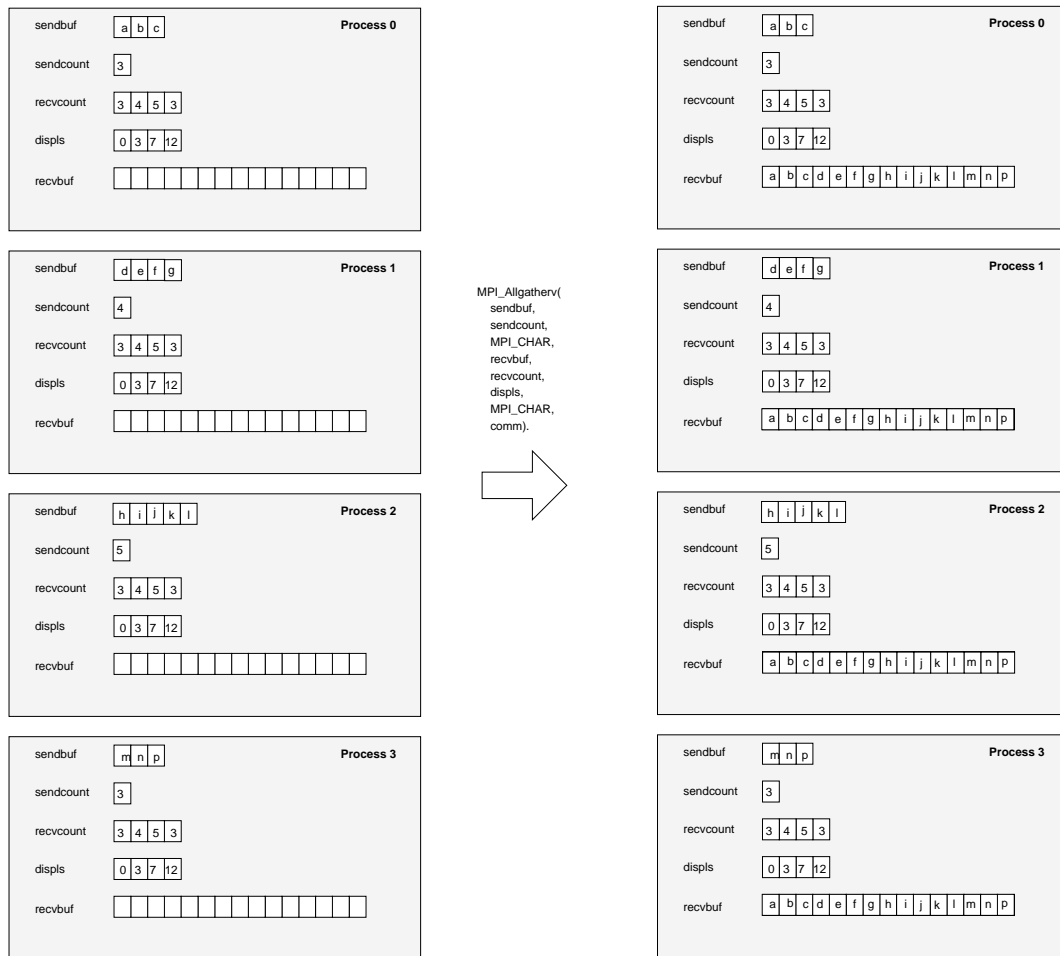 sendbuf a b c Process 0
sendcount 3
recvcount 3 4 5 3
displs 0 3 7 12
recvbuf
sendbuf d e f g Process 1
sendcount 4
recvcount 3 4 5 3
displs 0 3 7 12
recvbuf
sendbuf h i j k l Process 2
sendcount 5
recvcount 3 4 5 3
displs 0 3 7 12
recvbuf
sendbuf m n p Process 3
sendcount 3
recvcount 3 4 5 3
displs 0 3 7 12
recvbuf
MPI_Allgatherv(
sendbuf,
sendcount,
MPI_CHAR,
recvbuf,
recvcount,
displs,
MPI_CHAR,
comm).
sendbuf a b c Process 0
sendcount 3
recvcount 3 4 5 3
displs 0 3 7 12
recvbuf a b c d e f g h i j k l m n p
sendbuf d e f g Process 1
sendcount 4
recvcount 3 4 5 3
displs 0 3 7 12
recvbuf a b c d e f g h i j k l m n p
sendbuf h i j k l Process 2
sendcount 5
recvcount 3 4 5 3
displs 0 3 7 12
recvbuf a b c d e f g h i j k l m n p
sendbuf m n p Process 3
sendcount 3
recvcount 3 4 5 3
displs 0 3 7 12
recvbuf a b c d e f g h i j k l m n p